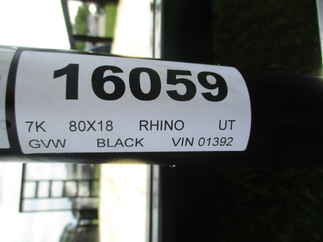 16059
7K 80X18 RHINO UT
GVW BLACK VIN 01392